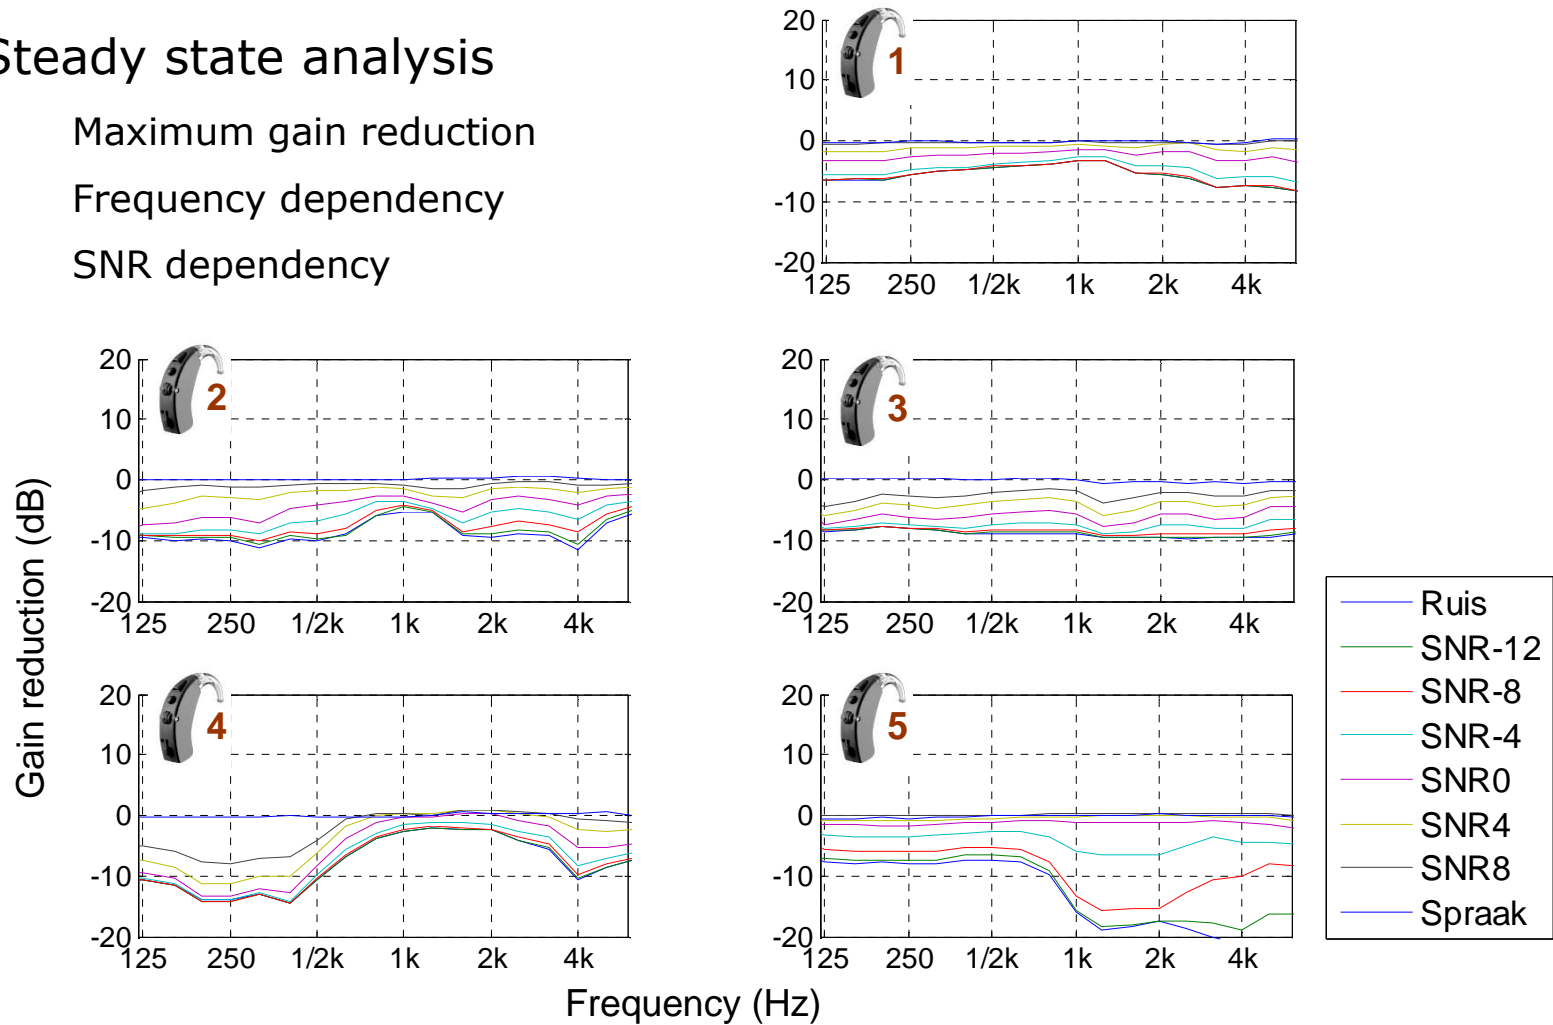 Steady state analysis
Maximum gain reduction
Frequency dependency
SNR dependency
1
20
10
0
-10
-20
125 250 1/2k 1k 2k 4k
2
20
10
0
-10
-20
125 250 1/2k 1k 2k 4k
3
20
10
0
-10
-20
125 250 1/2k 1k 2k 4k
4
20
10
0
-10
-20
125 250 1/2k 1k 2k 4k
5
20
10
0
-10
-20
125 250 1/2k 1k 2k 4k
Gain reduction (dB)
Frequency (Hz)
Ruis
SNR-12
SNR-8
SNR-4
SNR0
SNR4
SNR8
Spraak